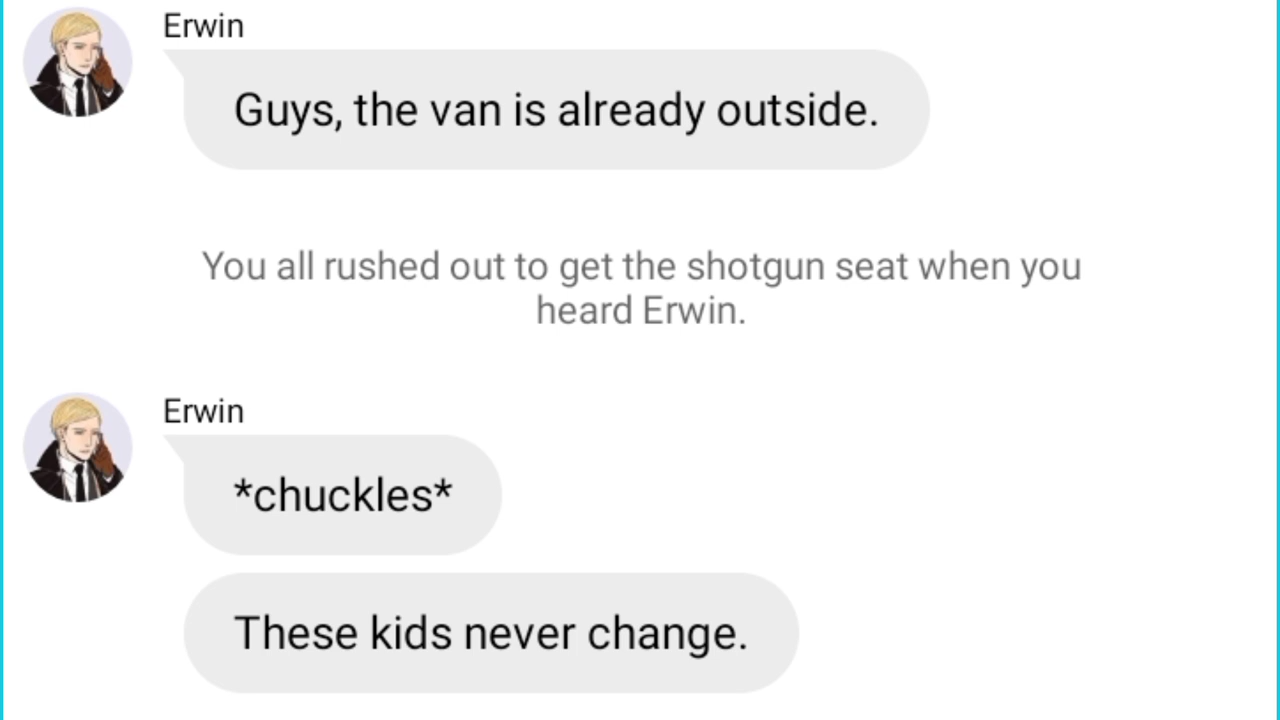 Erwin
Guys, the van is already outside.
You all rushed out to get the shotgun seat when you
heard Erwin.
Erwin
*chuckles*
These kids never change.